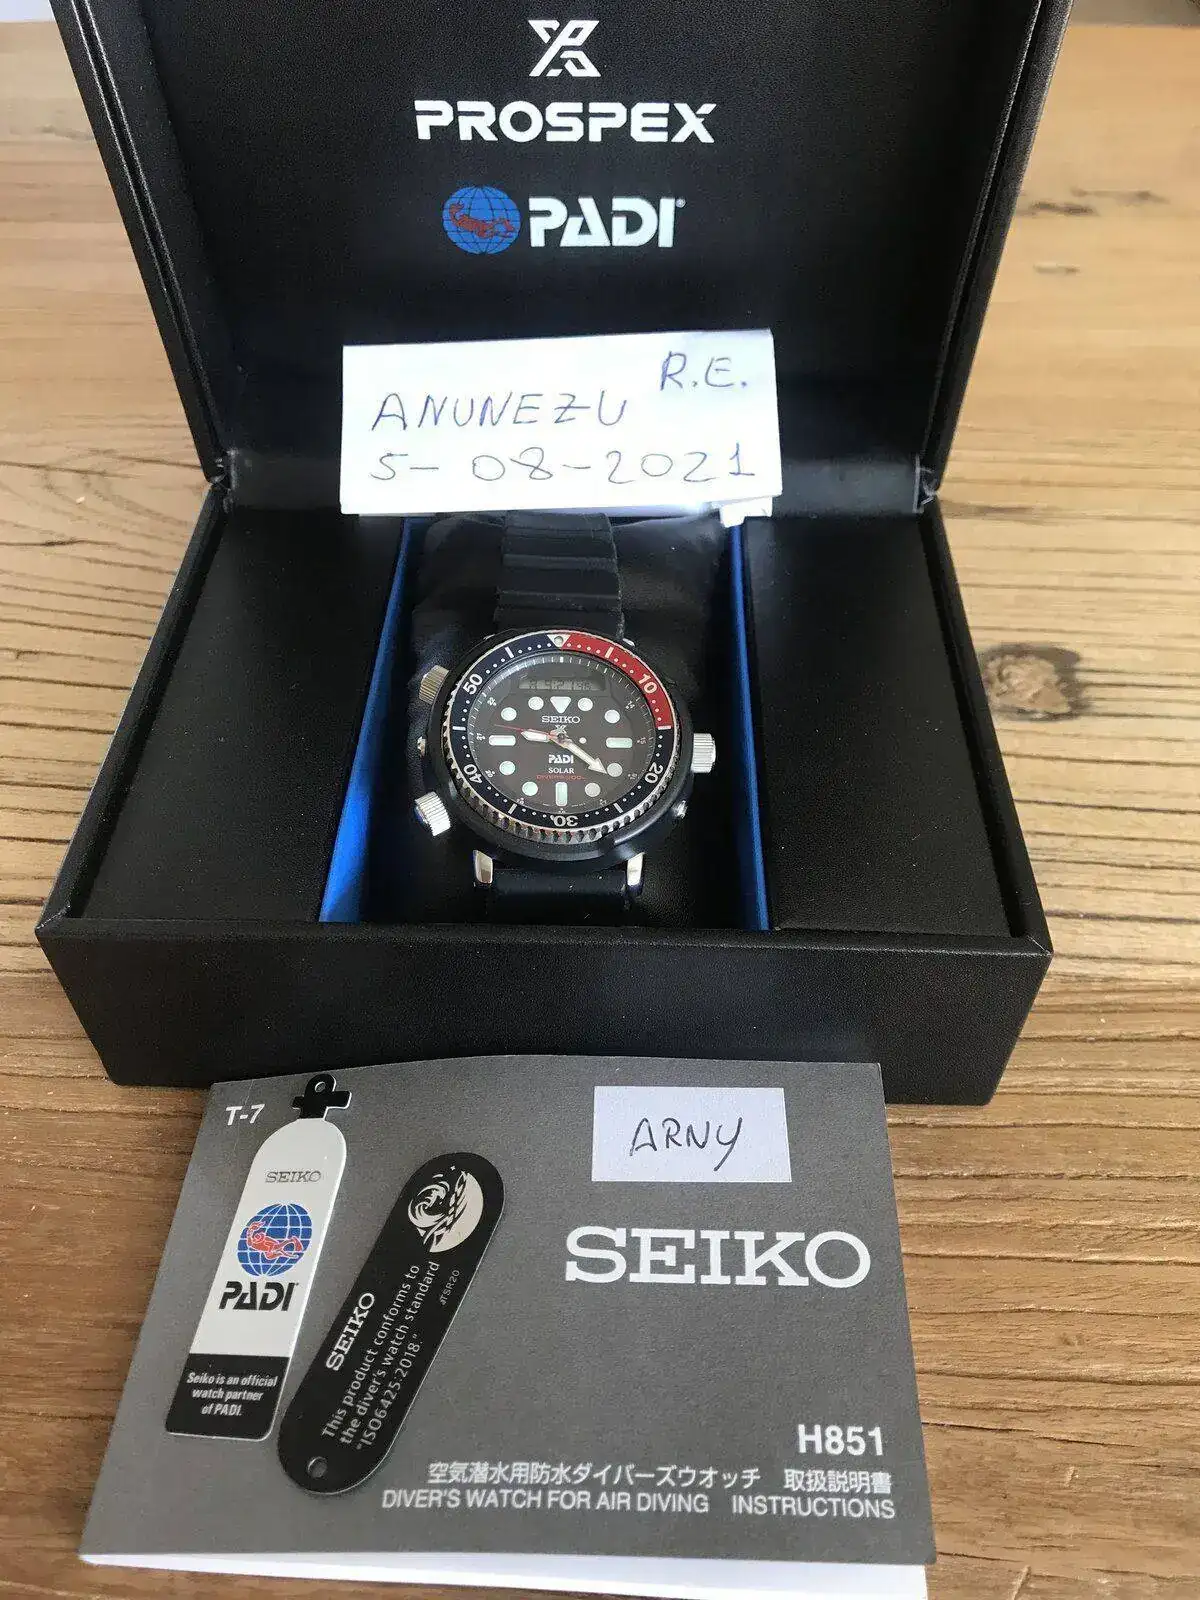 PROSPEX
PADI
R.E.
ANUNEZU
5-08-2021
50
10
20
30
40
SEIKO
PADI
SOLAR
T-7
SEIKO
PADI
Seiko is an official
watch partner
of PADI.
SEIKO
This product conforms to
the diver's watch standard
"ISO6425:2018."
JTSR20
ARNY
SEIKO
H851
空気潜水用防水ダイバーズウオッチ 取扱説明書
DIVER'S WATCH FOR AIR DIVING INSTRUCTIONS